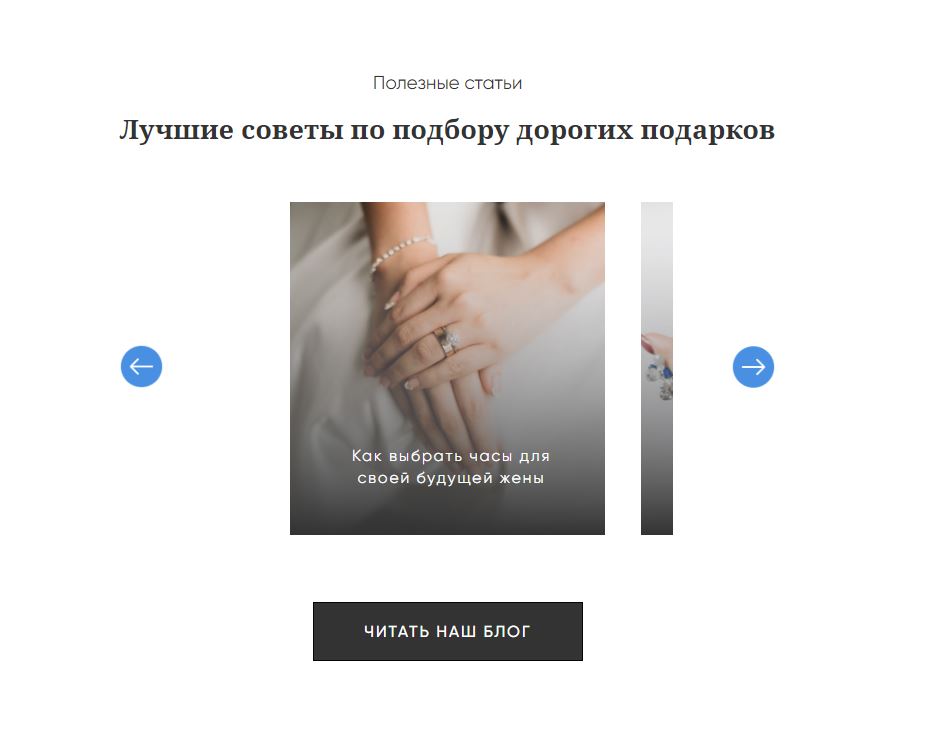 Полезные статьи
Лучшие советы по подбору дорогих подарков
Как выбрать часы для
своей будущей жены
ЧИТАТЬ НАШ БЛОГ